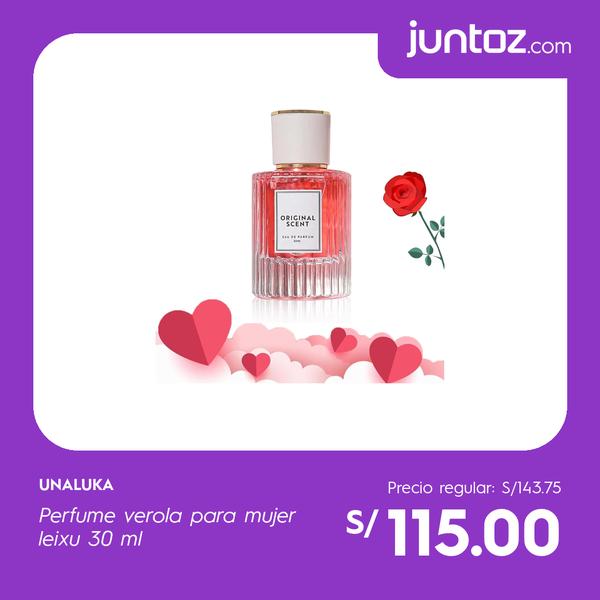 juntoz.com
ORIGINAL
SCENT
EAU DE PARFUM
UNALUKA
Perfume verola para mujer
leixu 30 ml
Precio regular: S/143.75
S/115.00